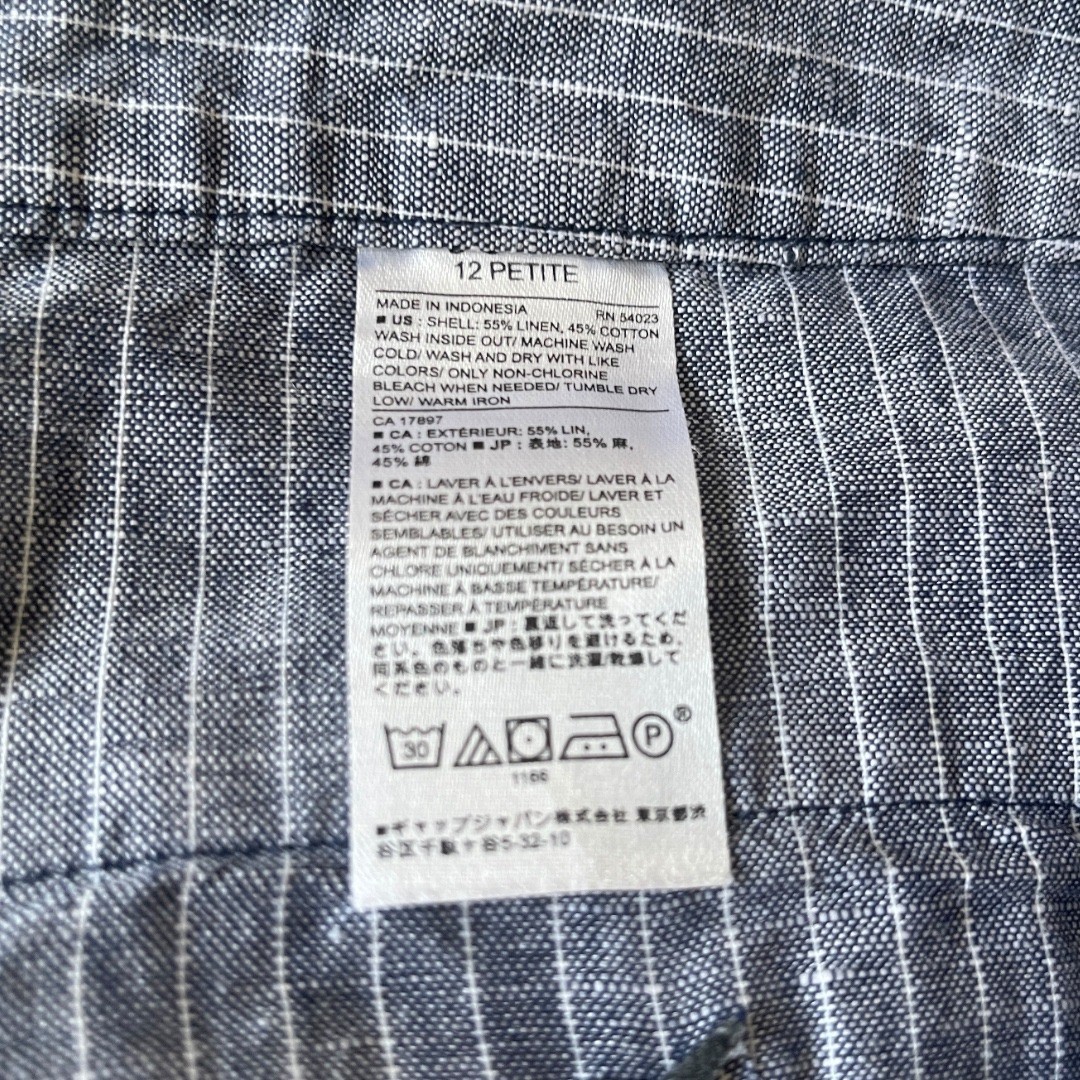 12 PETITE
MADE IN INDONESIA RN 54023
■ US : SHELL: 55% LINEN, 45% COTTON
WASH INSIDE OUT/ MACHINE WASH
COLD/ WASH AND DRY WITH LIKE
COLORS/ ONLY NON-CHLORINE
BLEACH WHEN NEEDED/ TUMBLE DRY
LOW/ WARM IRON
CA 17897
■ CA : EXTÉRIEUR: 55% LIN,
45% COTON ■ JP : 表地: 55% 麻,
45% 綿
■ CA : LAVER À L'ENVERS/ LAVER À LA
MACHINE À L'EAU FROIDE/ LAVER ET
SÉCHER AVEC DES COULEURS
SEMBLABLES/ UTILISER AU BESOIN UN
AGENT DE BLANCHIMENT SANS
CHLORE UNIQUEMENT/ SÉCHER À LA
MACHINE À BASSE TEMPÉRATURE/
REPASSER À TEMPÉRATURE
MOYENNE ■ JP : 裏返して洗ってくだ
さい。色落ちや色移りを避けるため、
同系色のものと一緒に洗濯/乾燥して
ください。
30 P ®
1166
■ギャップジャパン株式会社 東京都渋
谷区千駄ヶ谷5-32-10